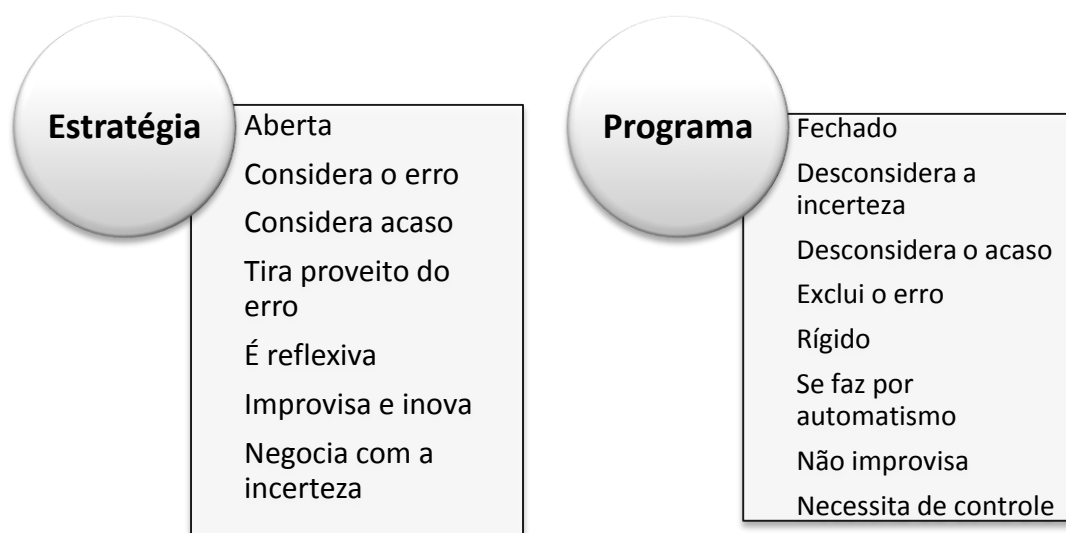 Estratégia
Aberta
Considera o erro
Considera acaso
Tira proveito do
erro
É reflexiva
Improvisa e inova
Negocia com a
incerteza
Programa
Fechado
Desconsidera a
incerteza
Desconsidera o acaso
Exclui o erro
Rígido
Se faz por
automatismo
Não improvisa
Necessita de controle